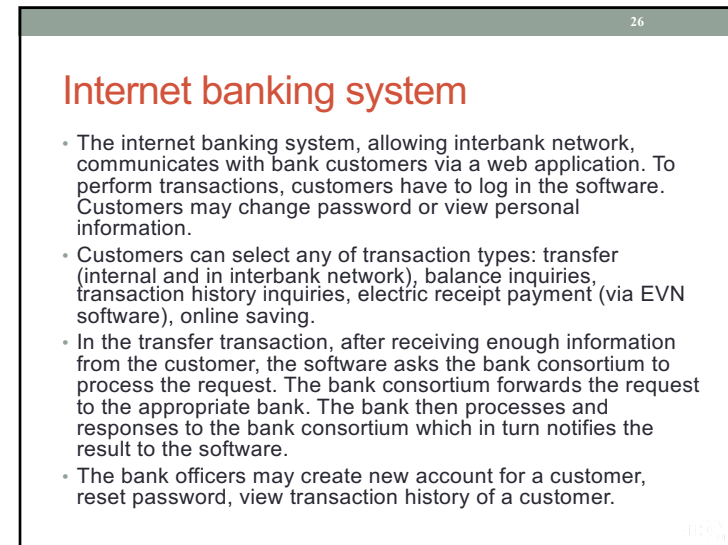 26
Internet banking system
• The internet banking system, allowing interbank network,
communicates with bank customers via a web application. To
perform transactions, customers have to log in the software.
Customers may change password or view personal
information.
• Customers can select any of transaction types: transfer
(internal and in interbank network), balance inquiries,
transaction history inquiries, electric receipt payment (via EVN
software), online saving.
• In the transfer transaction, after receiving enough information
from the customer, the software asks the bank consortium to
process the request. The bank consortium forwards the request
to the appropriate bank. The bank then processes and
responses to the bank consortium which in turn notifies the
result to the software.
• The bank officers may create new account for a customer,
reset password, view transaction history of a customer.